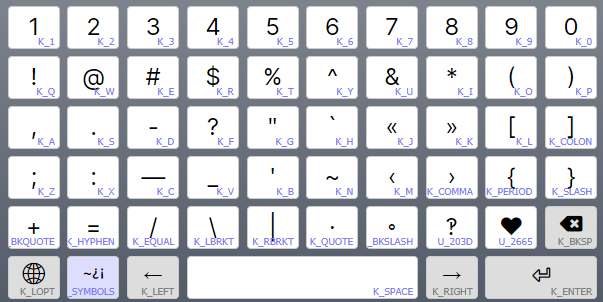 1 2 3 4 5 6 7 8 9 0
K_1 K_2 K_3 K_4 K_5 K_6 K_7 K_8 K_9 K_0
! @ # $ % ^ & * ( )
K_Q K_W K_E K_R K_T K_Y K_U K_I K_O K_P
, . - ? " ` « » [ ]
K_A K_S K_D K_F K_G K_H K_J K_K K_L K_COLON
; : — _ ' ~ ‹ › { }
K_Z K_X K_C K_V K_B K_N K_M K_COMMA K_PERIOD K_SLASH
+ = / \ | · ° ‽ ♥
BKQUOTE K_HYPHEN K_EQUAL K_LBRKT K_RBRKT K_QUOTE _BKSLASH U_203D U_2665 K_BKSP
~¿¡ ← → ⏎
K_LOPT _SYMBOLS K_LEFT K_SPACE K_RIGHT K_ENTER